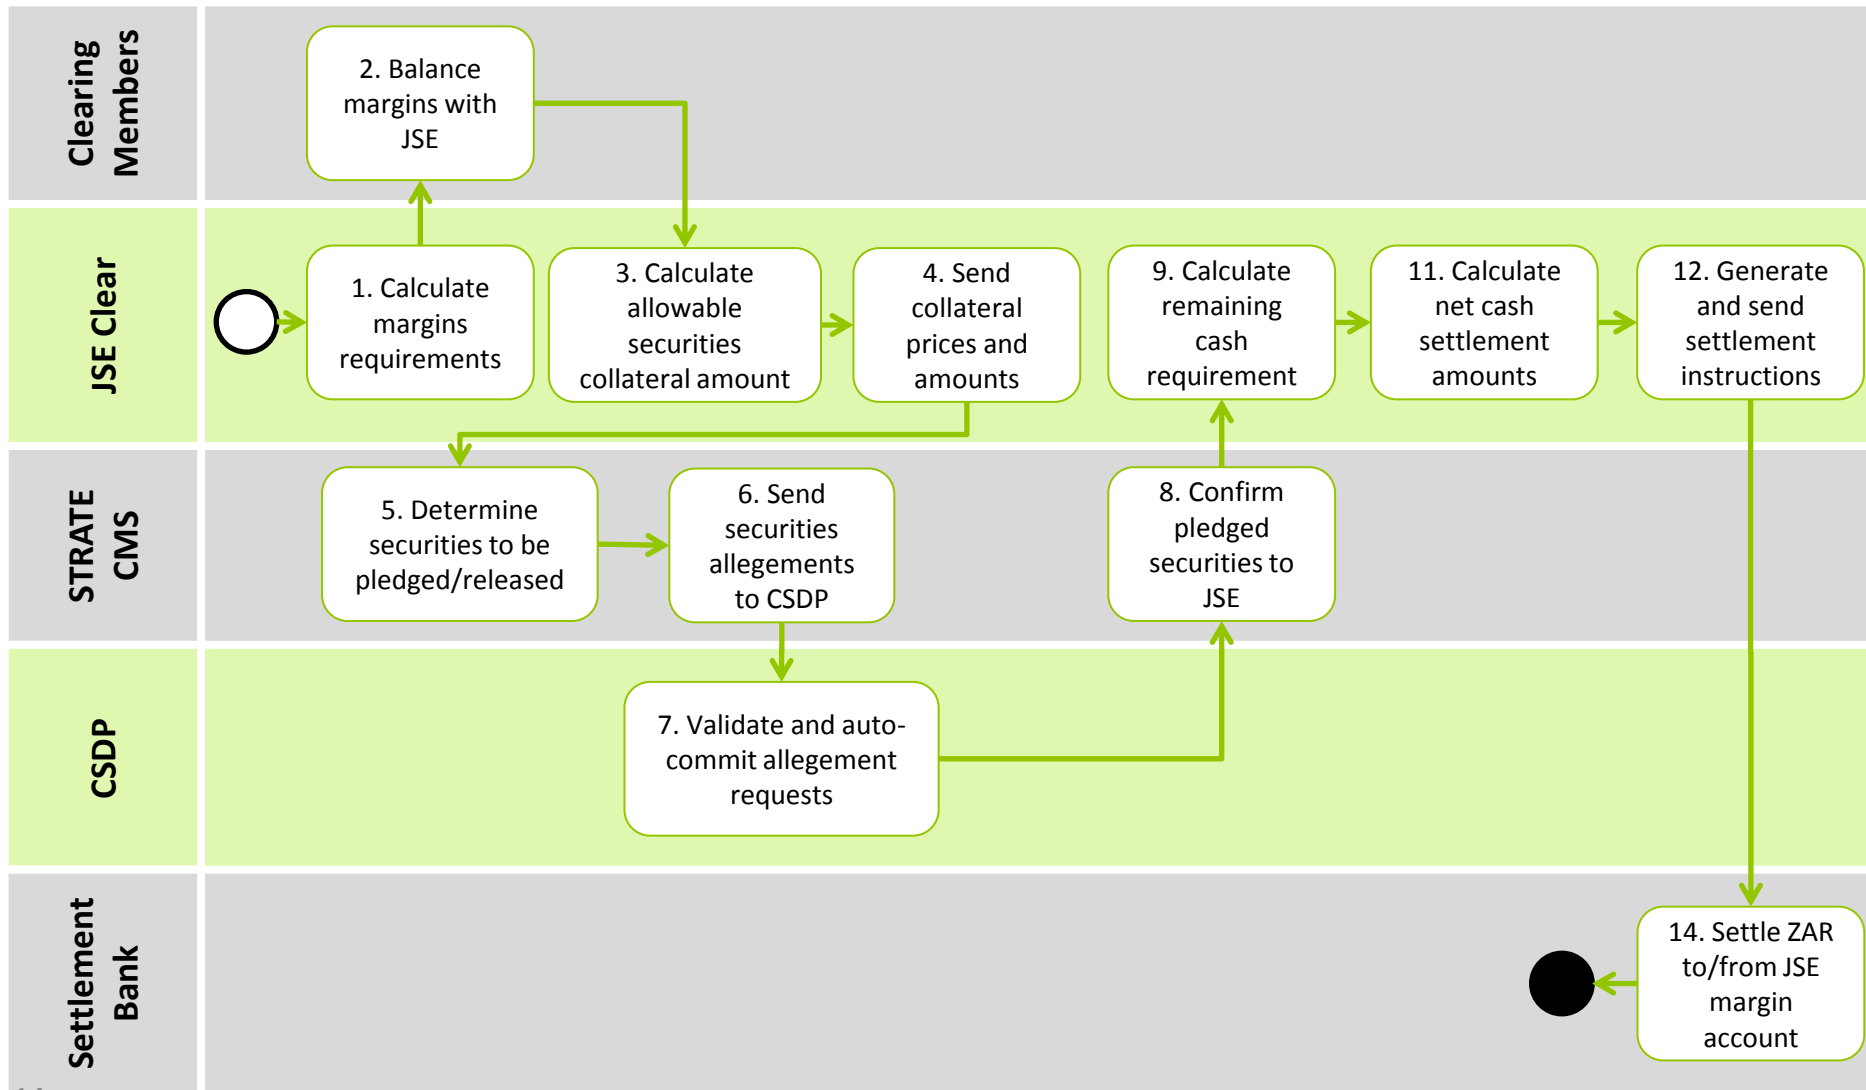 Clearing
Members
2. Balance
margins with
JSE
JSE Clear
1. Calculate
margins
requirements
3. Calculate
allowable
securities
collateral amount
4. Send
collateral
prices and
amounts
9. Calculate
remaining
cash
requirement
11. Calculate
net cash
settlement
amounts
12. Generate
and send
settlement
instructions
STRATE
CMS
5. Determine
securities to be
pledged/released
6. Send
securities
allegements
to CSDP
8. Confirm
pledged
securities to
JSE
CSDP
7. Validate and auto-
commit allegement
requests
Settlement
Bank
14. Settle ZAR
to/from JSE
margin
account